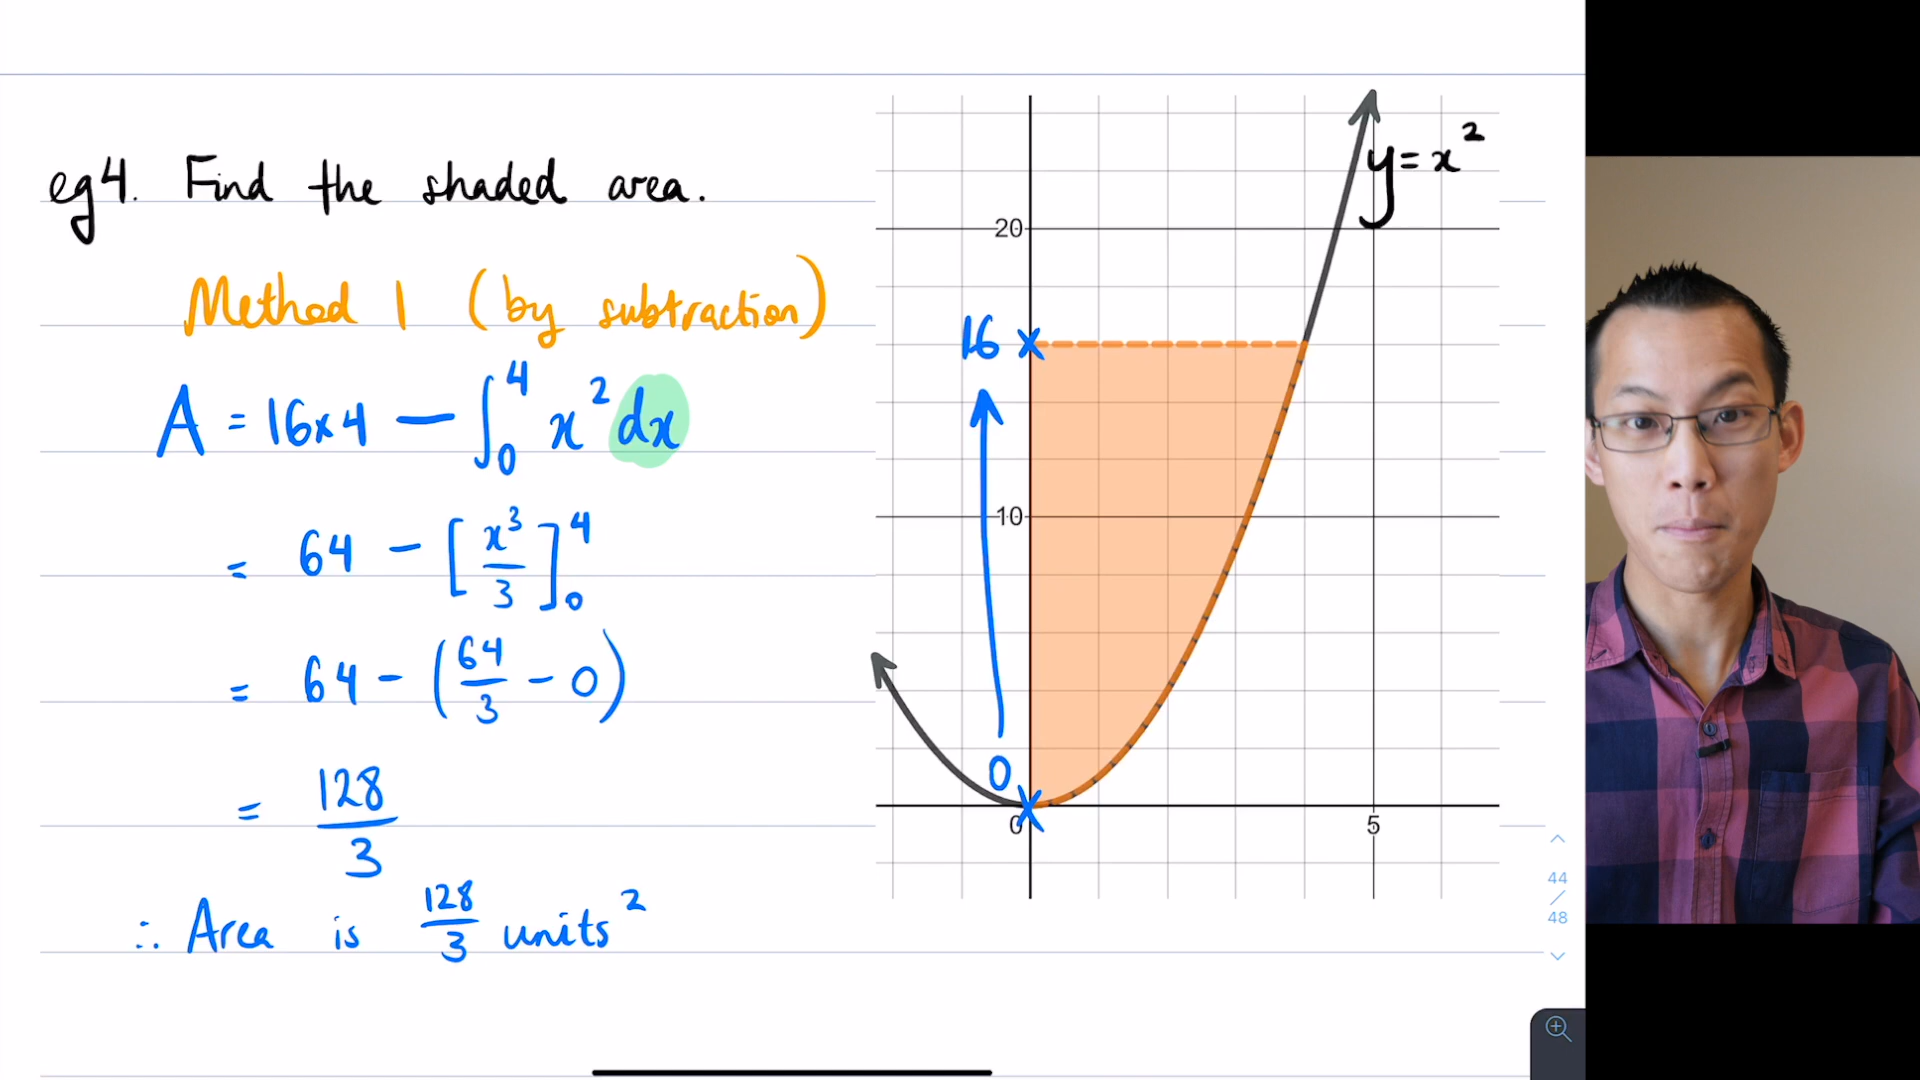 eg4. Find the shaded area.
Method 1 (by subtraction)
A = 16×4 − ∫₀⁴ x² dx
= 64 − [x³/3]₀⁴
= 64 − (64/3 − 0)
= 128/3
∴ Area is 128/3 units²
y = x²
20
16
10
0
0
5
44
/
48